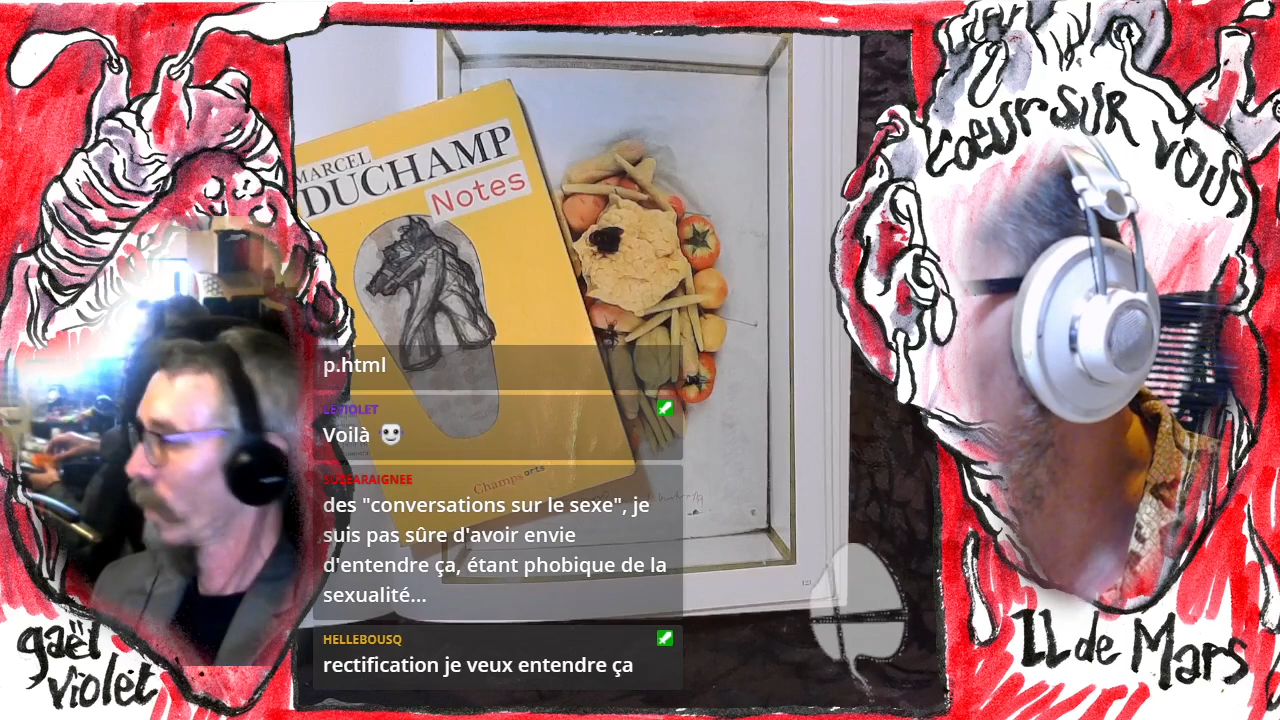 cœur SUR VOUS
MARCEL
DUCHAMP
Notes
Champs arts
p.html
LEVIOLET
Voilà
SUZEARAIGNEE
des "conversations sur le sexe", je
suis pas sûre d'avoir envie
d'entendre ça, étant phobique de la
sexualité...
HELLEBOUSQ
rectification je veux entendre ça
gaël
violet
LL de Mars